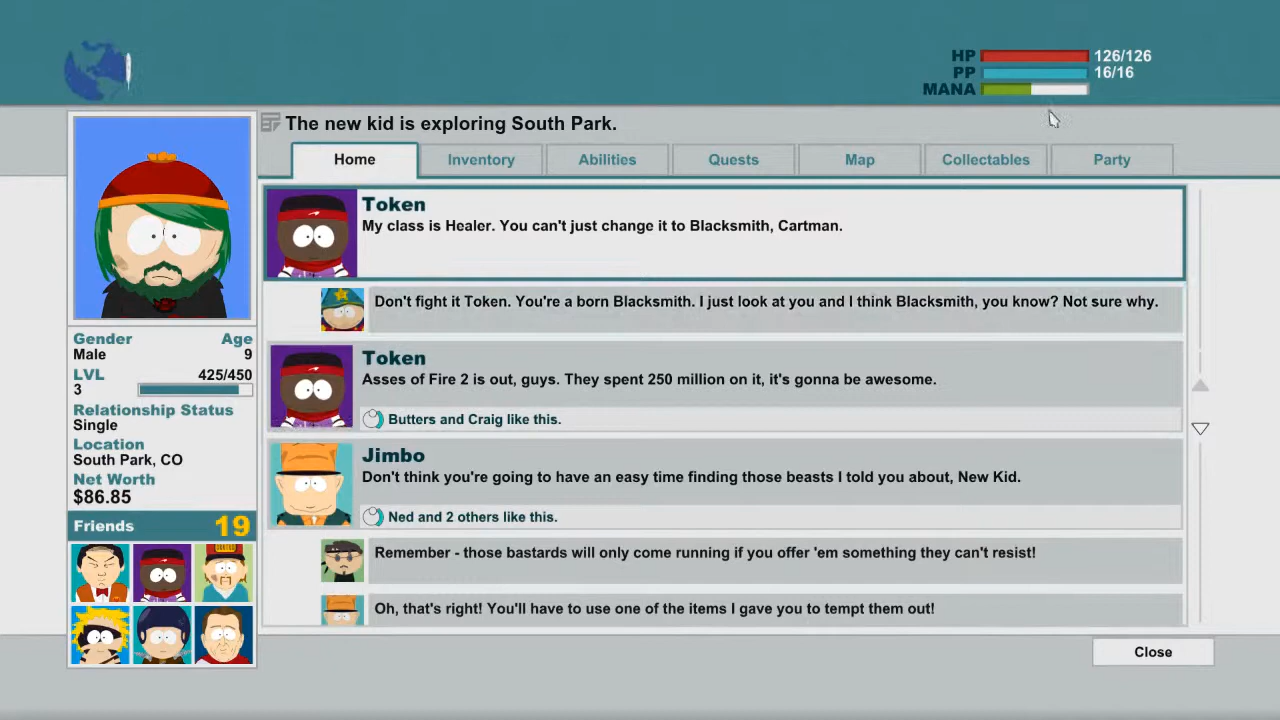 HP 126/126
PP 16/16
MANA
The new kid is exploring South Park.
Home Inventory Abilities Quests Map Collectables Party
Token
My class is Healer. You can't just change it to Blacksmith, Cartman.
Don't fight it Token. You're a born Blacksmith. I just look at you and I think Blacksmith, you know? Not sure why.
Token
Asses of Fire 2 is out, guys. They spent 250 million on it, it's gonna be awesome.
Butters and Craig like this.
Jimbo
Don't think you're going to have an easy time finding those beasts I told you about, New Kid.
Ned and 2 others like this.
Remember - those bastards will only come running if you offer 'em something they can't resist!
Oh, that's right! You'll have to use one of the items I gave you to tempt them out!
Gender Age
Male 9
LVL 425/450
3
Relationship Status
Single
Location
South Park, CO
Net Worth
$86.85
Friends 19
Close